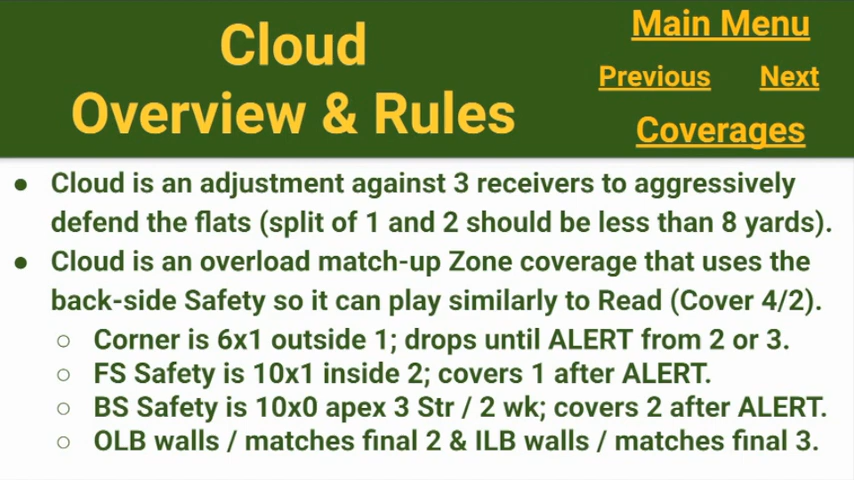 Cloud
Overview & Rules
Main Menu
Previous Next
Coverages
● Cloud is an adjustment against 3 receivers to aggressively
defend the flats (split of 1 and 2 should be less than 8 yards).
● Cloud is an overload match-up Zone coverage that uses the
back-side Safety so it can play similarly to Read (Cover 4/2).
○ Corner is 6x1 outside 1; drops until ALERT from 2 or 3.
○ FS Safety is 10x1 inside 2; covers 1 after ALERT.
○ BS Safety is 10x0 apex 3 Str / 2 wk; covers 2 after ALERT.
○ OLB walls / matches final 2 & ILB walls / matches final 3.